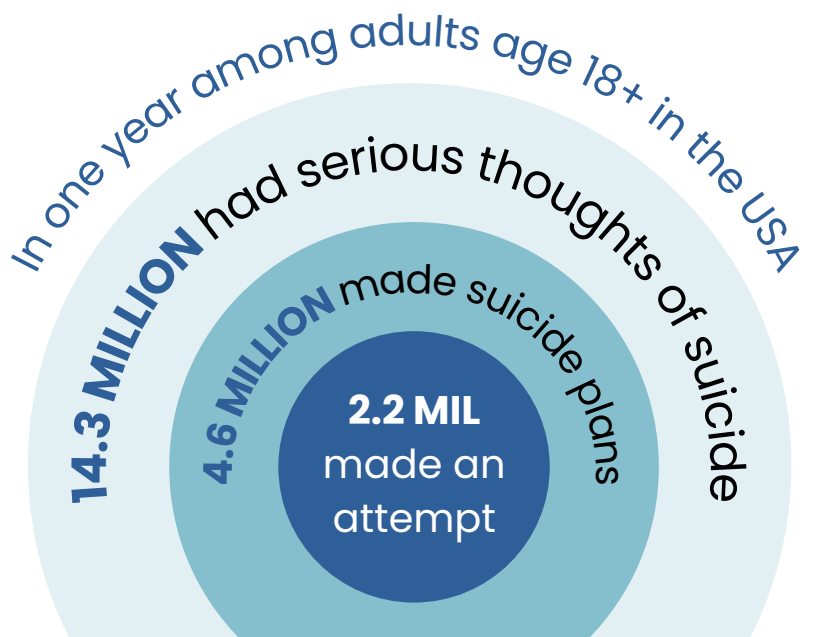 In one year among adults age 18+ in the USA
14.3 MILLION had serious thoughts of suicide
4.6 MILLION made suicide plans
2.2 MIL
made an
attempt